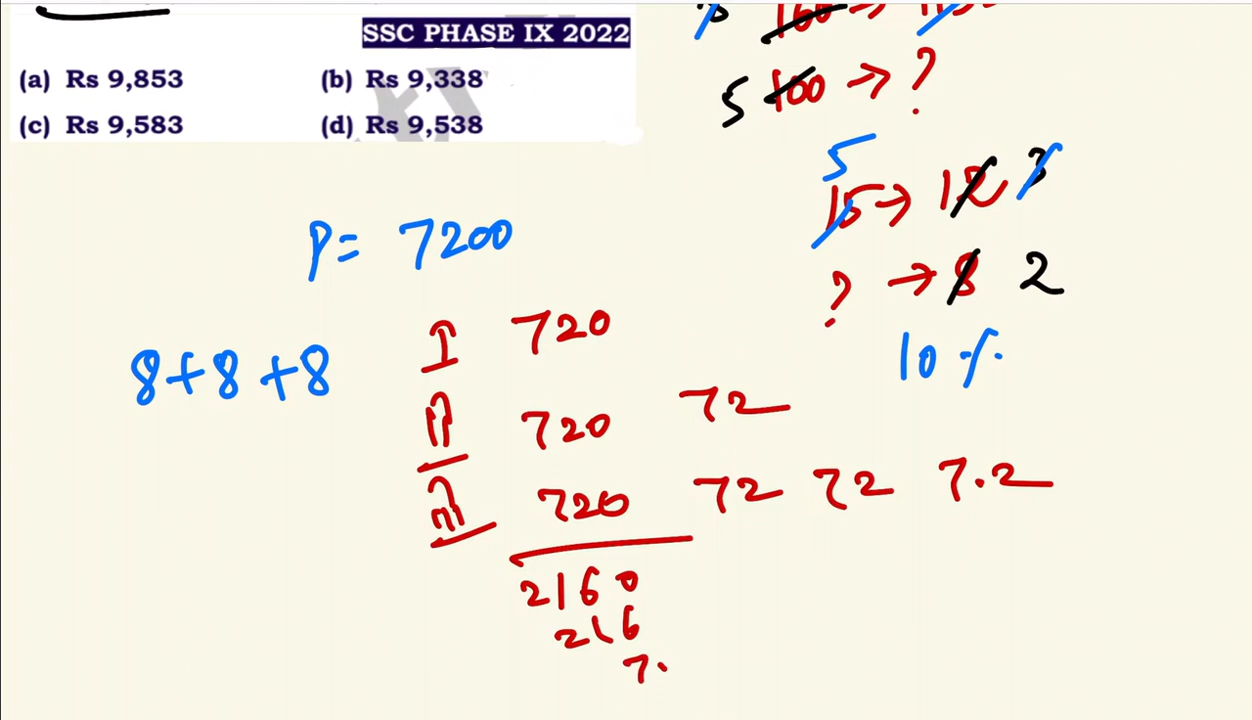 SSC PHASE IX 2022
(a) Rs 9,853 (b) Rs 9,338
(c) Rs 9,583 (d) Rs 9,538
5 100 → ?
5
15 → 12 3
? → 8 2
10 %
P = 7200
8+8+8
I 720
II 720 72
III 720 72 72 7.2
2160
216
7.